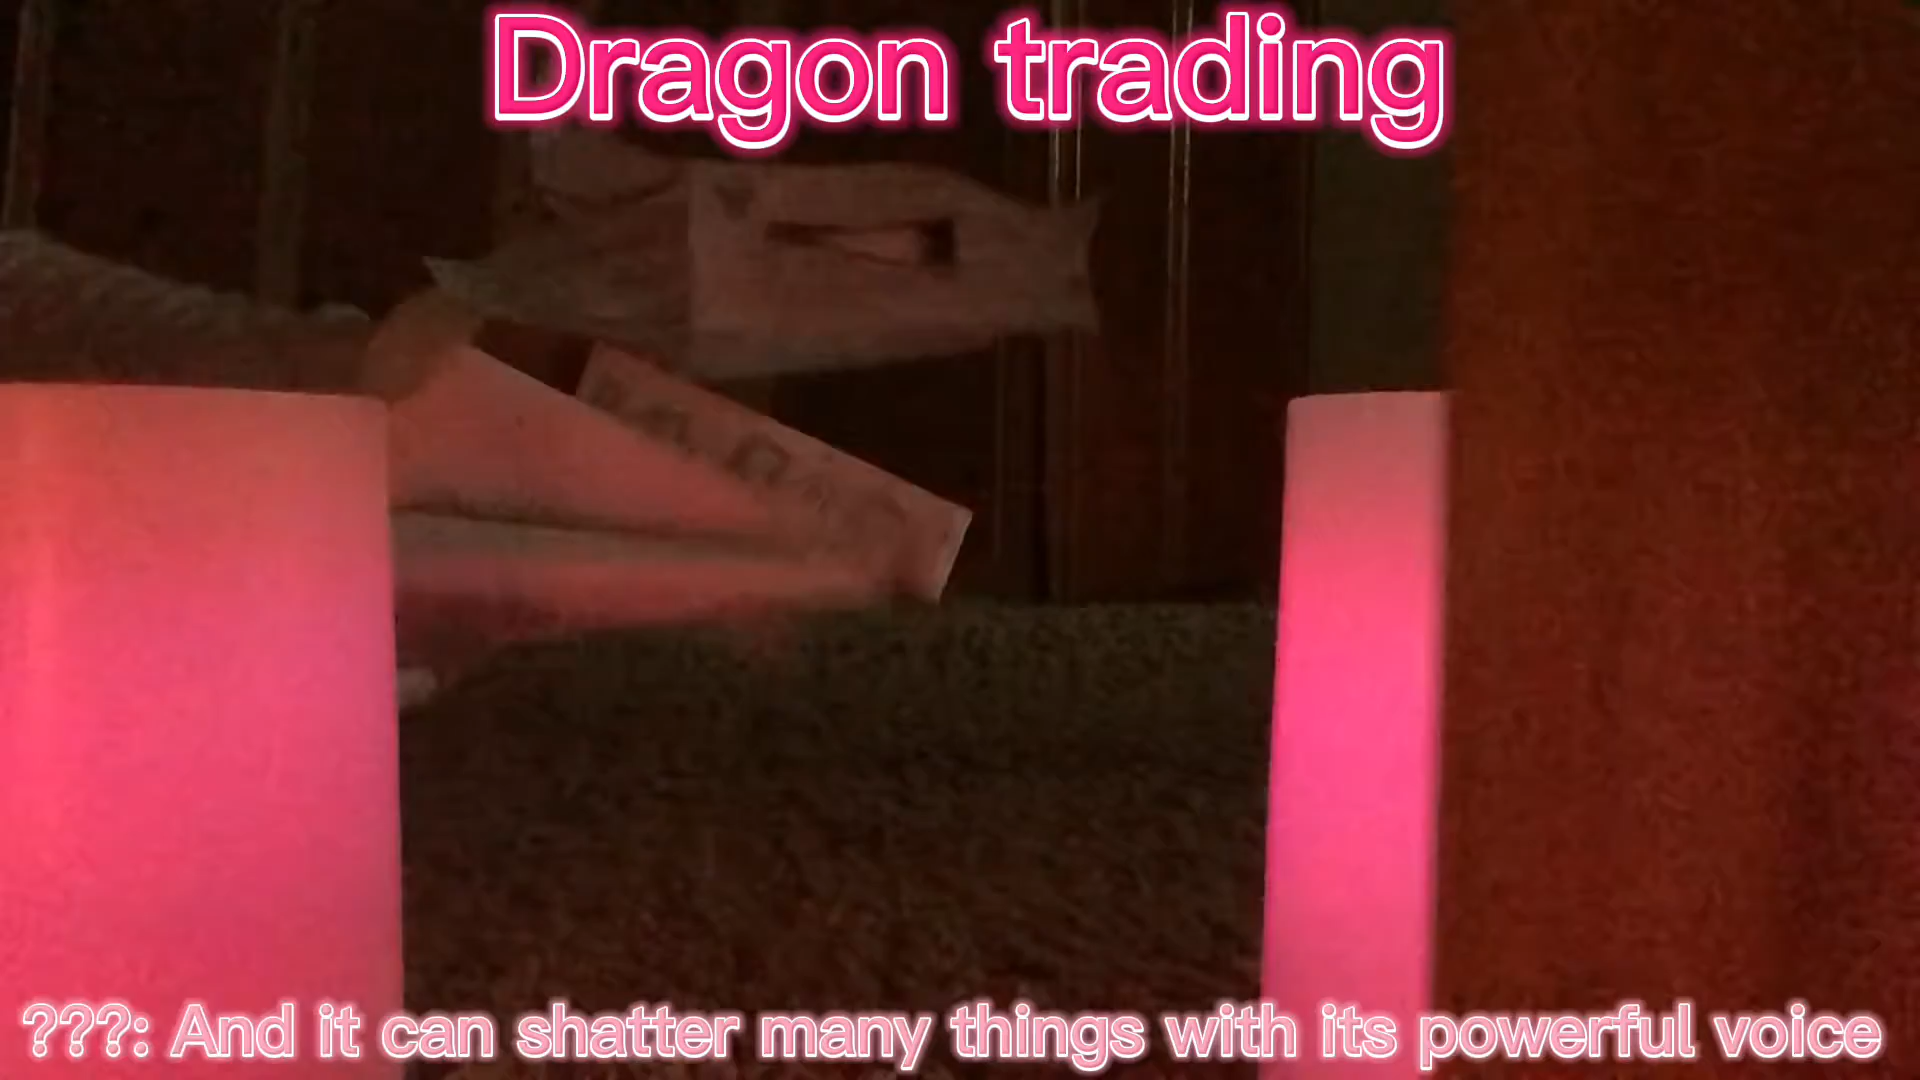 Dragon trading
???: And it can shatter many things with its powerful voice